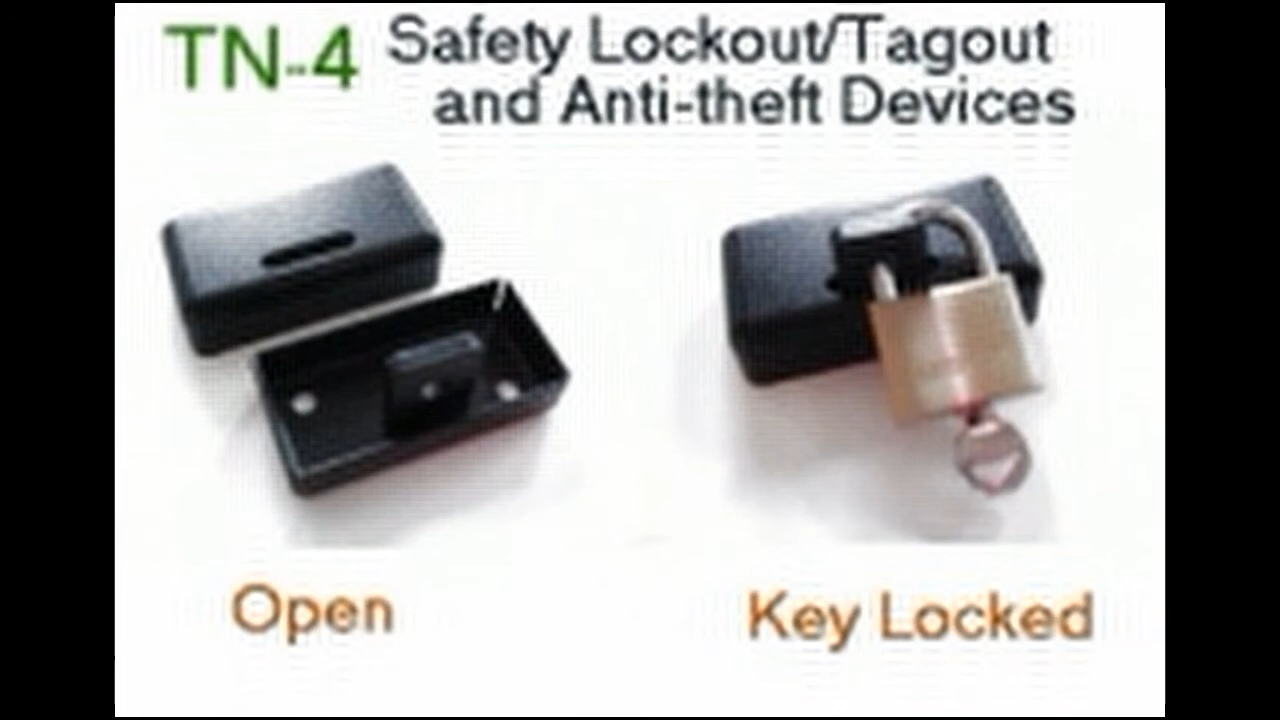 TN-4 Safety Lockout/Tagout
and Anti-theft Devices
Open
Key Locked